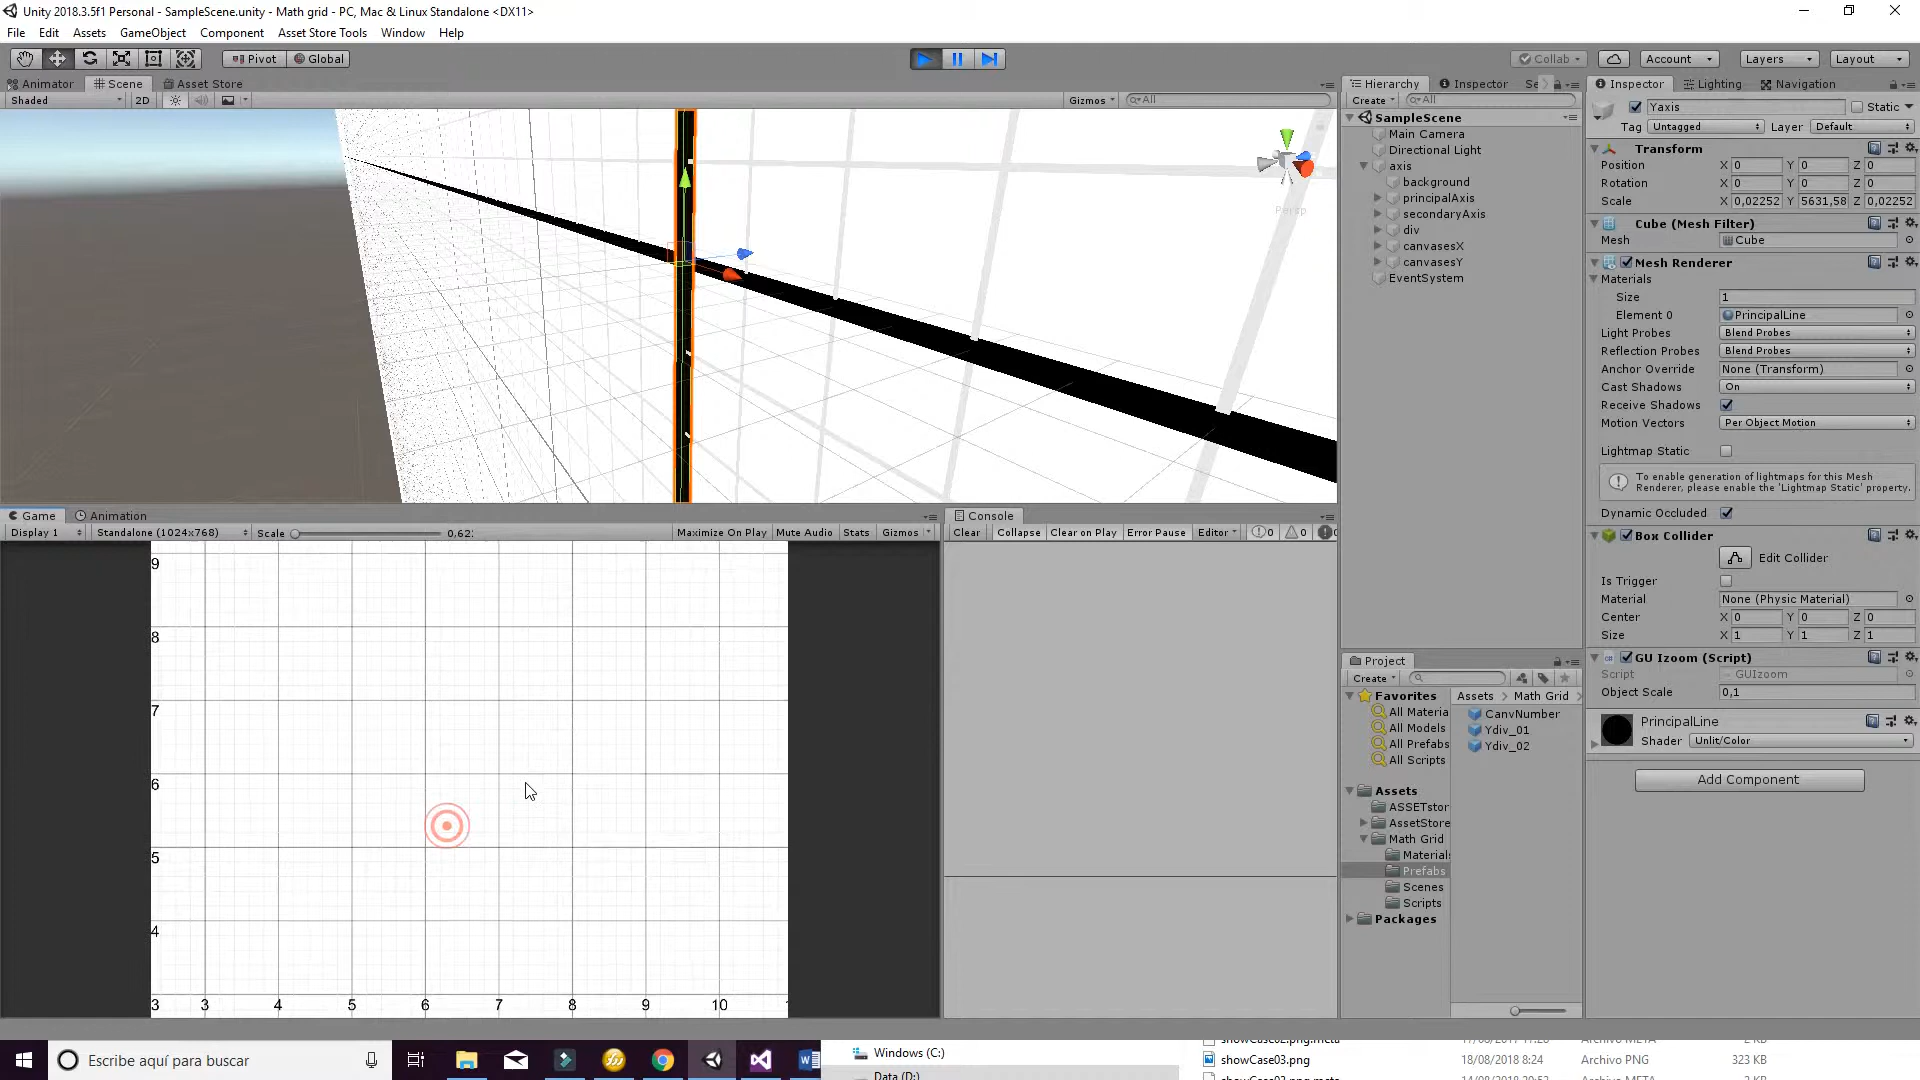 Unity 2018.3.5f1 Personal - SampleScene.unity - Math grid - PC, Mac & Linux Standalone <DX11>
File Edit Assets GameObject Component Asset Store Tools Window Help
Pivot Global Collab Account Layers Layout
Animator Scene Asset Store
Shaded 2D Gizmos All
Persp
Hierarchy Inspector Se
Create All
SampleScene
Main Camera
Directional Light
axis
background
principalAxis
secondaryAxis
div
canvasesX
canvasesY
EventSystem
Inspector Lighting Navigation
Yaxis Static
Tag Untagged Layer Default
Transform
Position X 0 Y 0 Z 0
Rotation X 0 Y 0 Z 0
Scale X 0,02252 Y 5631,58 Z 0,02252
Cube (Mesh Filter)
Mesh Cube
Mesh Renderer
Materials
Size 1
Element 0 PrincipalLine
Light Probes Blend Probes
Reflection Probes Blend Probes
Anchor Override None (Transform)
Cast Shadows On
Receive Shadows
Motion Vectors Per Object Motion
Lightmap Static
To enable generation of lightmaps for this Mesh
Renderer, please enable the 'Lightmap Static' property.
Dynamic Occluded
Box Collider
Edit Collider
Is Trigger
Material None (Physic Material)
Center X 0 Y 0 Z 0
Size X 1 Y 1 Z 1
GU Izoom (Script)
Script GUIzoom
Object Scale 0,1
PrincipalLine
Shader Unlit/Color
Add Component
Game Animation
Display 1 Standalone (1024x768) Scale 0,62 Maximize On Play Mute Audio Stats Gizmos
9
8
7
6
5
4
3 3 4 5 6 7 8 9 10
Console
Clear Collapse Clear on Play Error Pause Editor 0 0 0
Project
Create
Favorites
All Materia
All Models
All Prefabs
All Scripts
Assets
ASSETstor
AssetStore
Math Grid
Material
Prefabs
Scenes
Scripts
Packages
Assets > Math Grid >
CanvNumber
Ydiv_01
Ydiv_02
Escribe aquí para buscar
Windows (C:)
Data (D:)
showCase03.png 18/08/2018 8:24 Archivo PNG 323 KB